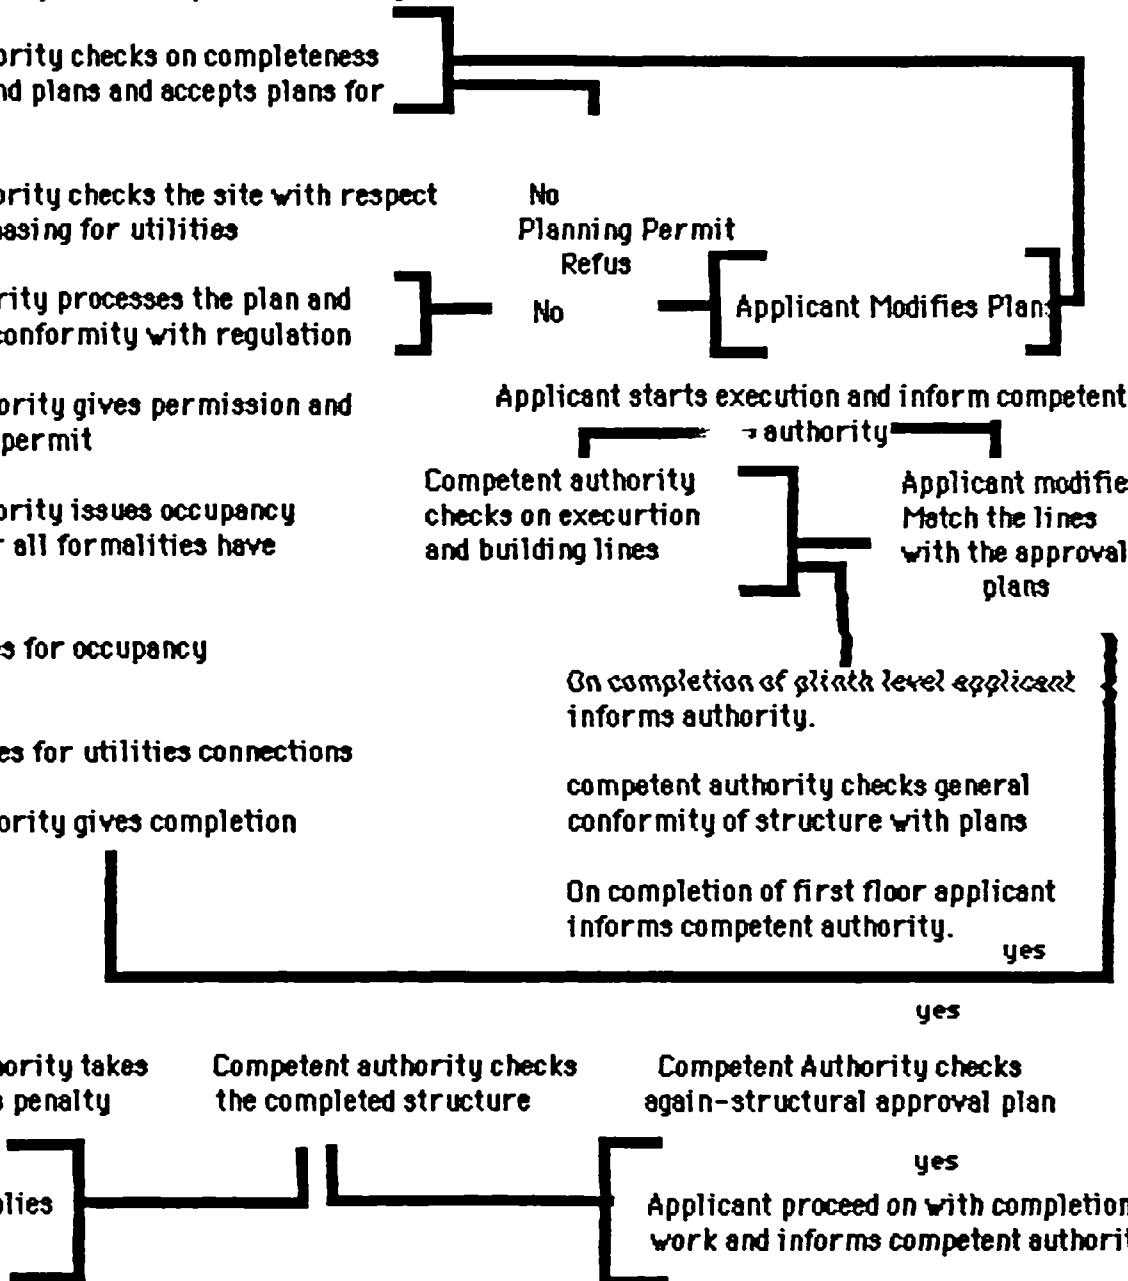 ority checks on completeness
nd plans and accepts plans for
ority checks the site with respect
asing for utilities
No
Planning Permit
Refus
rity processes the plan and
conformity with regulation
No
Applicant Modifies Plans
ority gives permission and
permit
Applicant starts execution and inform competent
authority
Competent authority
checks on execurtion
and building lines
Applicant modifie
Match the lines
with the approval
plans
ority issues occupancy
r all formalities have
s for occupancy
On completion of plinth level applicant
informs authority.
es for utilities connections
competent authority checks general
conformity of structure with plans
ority gives completion
On completion of first floor applicant
informs competent authority.
yes
yes
ority takes
s penalty
Competent authority checks
the completed structure
Competent Authority checks
again-structural approval plan
yes
plies
Applicant proceed on with completion
work and informs competent authorit